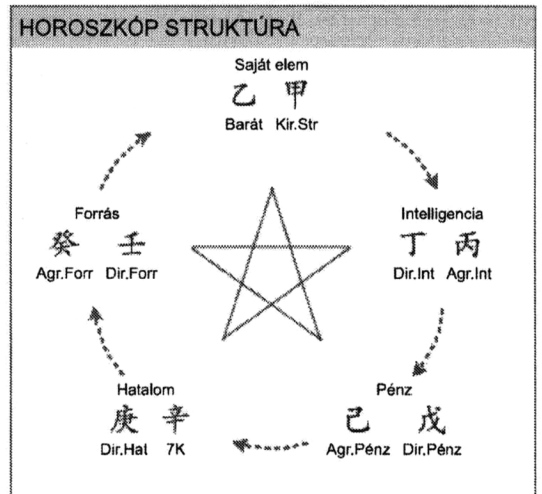 HOROSZKÓP STRUKTÚRA
Saját elem
乙 甲
Barát Kir.Str
Forrás
癸 壬
Agr.Forr Dir.Forr
Intelligencia
丁 丙
Dir.Int Agr.Int
Hatalom
庚 辛
Dir.Hat 7K
Pénz
己 戊
Agr.Pénz Dir.Pénz